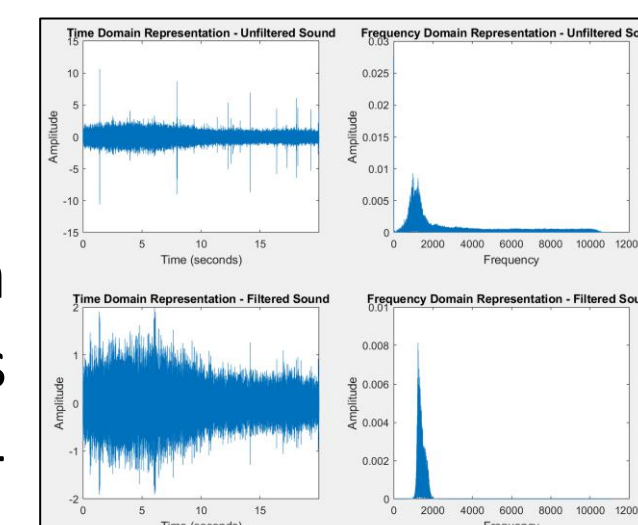 Time Domain Representation - Unfiltered Sound
15
10
5
0
-5
-10
-15
Amplitude
0 5 10 15
Time (seconds)
Frequency Domain Representation - Unfiltered So
0.03
0.025
0.02
0.015
0.01
0.005
0
Amplitude
0 2000 4000 6000 8000 10000 1200
Frequency
Time Domain Representation - Filtered Sound
2
1
0
-1
-2
Amplitude
0 5 10 15
Time (seconds)
Frequency Domain Representation - Filtered Sou
0.01
0.008
0.006
0.004
0.002
0
Amplitude
0 2000 4000 6000 8000 10000 1200
Frequency
s